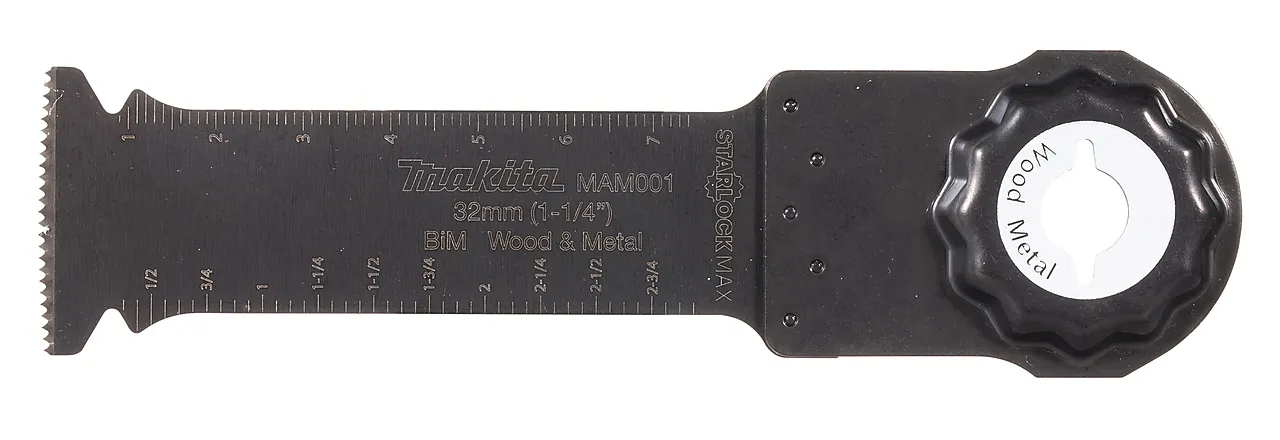 1 2 3 4 5 6 7
Makita MAM001
32mm (1-1/4")
BiM Wood & Metal
1/2 3/4 1 1-1/4 1-1/2 1-3/4 2 2-1/4 2-1/2 2-3/4
STARLOCKMAX
Wood Metal